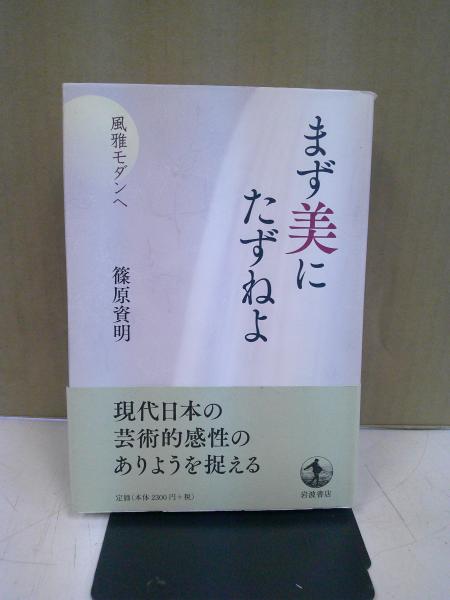 まず美に
たずねよ
風雅モダンへ
篠原資明
現代日本の
芸術的感性の
ありようを捉える
定価(本体2300円+税)
岩波書店